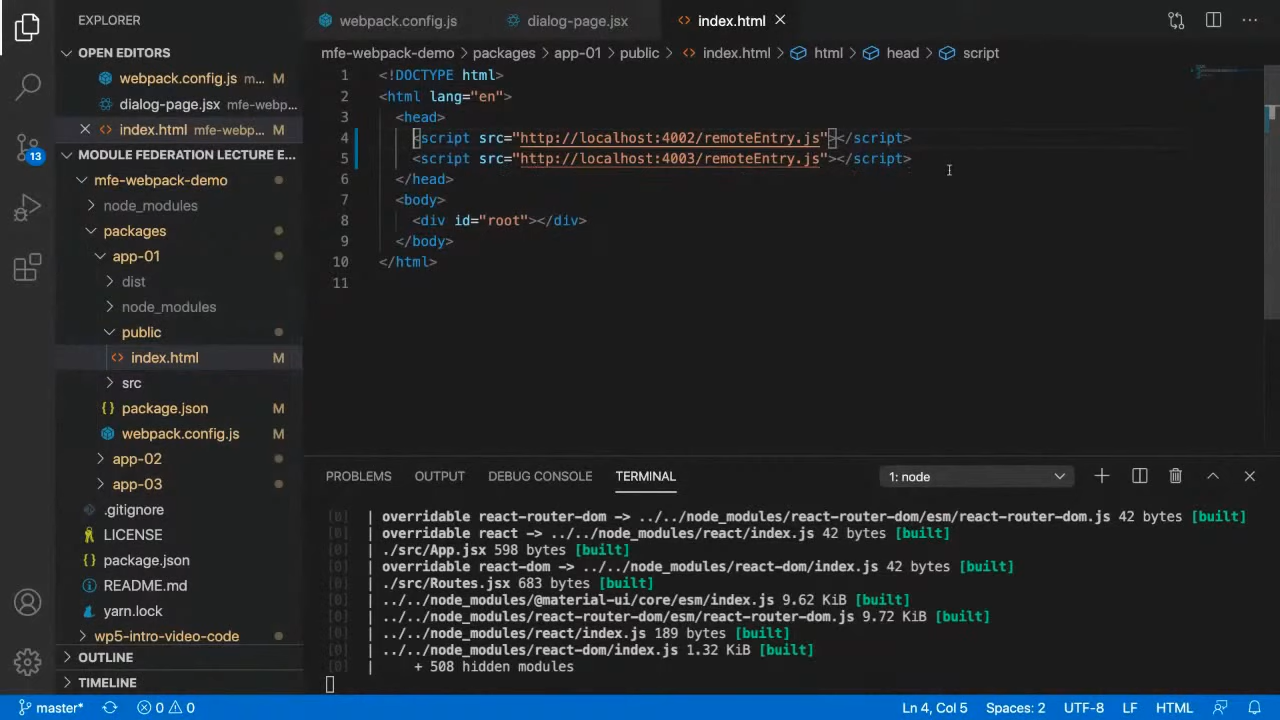 EXPLORER
OPEN EDITORS
webpack.config.js m... M
dialog-page.jsx mfe-webp...
index.html mfe-webp... M
MODULE FEDERATION LECTURE E...
mfe-webpack-demo
node_modules
packages
app-01
dist
node_modules
public
index.html M
src
package.json M
webpack.config.js M
app-02
app-03
.gitignore
LICENSE
package.json
README.md
yarn.lock
wp5-intro-video-code
OUTLINE
TIMELINE
13
webpack.config.js dialog-page.jsx index.html
mfe-webpack-demo > packages > app-01 > public > index.html > html > head > script
1 <!DOCTYPE html>
2 <html lang="en">
3 <head>
4 <script src="http://localhost:4002/remoteEntry.js"></script>
5 <script src="http://localhost:4003/remoteEntry.js"></script>
6 </head>
7 <body>
8 <div id="root"></div>
9 </body>
10 </html>
11
PROBLEMS OUTPUT DEBUG CONSOLE TERMINAL 1: node
[0] | overridable react-router-dom -> ../../node_modules/react-router-dom/esm/react-router-dom.js 42 bytes [built]
[0] | overridable react -> ../../node_modules/react/index.js 42 bytes [built]
[0] | ./src/App.jsx 598 bytes [built]
[0] | overridable react-dom -> ../../node_modules/react-dom/index.js 42 bytes [built]
[0] | ./src/Routes.jsx 683 bytes [built]
[0] | ../../node_modules/@material-ui/core/esm/index.js 9.62 KiB [built]
[0] | ../../node_modules/react-router-dom/esm/react-router-dom.js 9.72 KiB [built]
[0] | ../../node_modules/react/index.js 189 bytes [built]
[0] | ../../node_modules/react-dom/index.js 1.32 KiB [built]
[0] | + 508 hidden modules
master* 0 0 Ln 4, Col 5 Spaces: 2 UTF-8 LF HTML